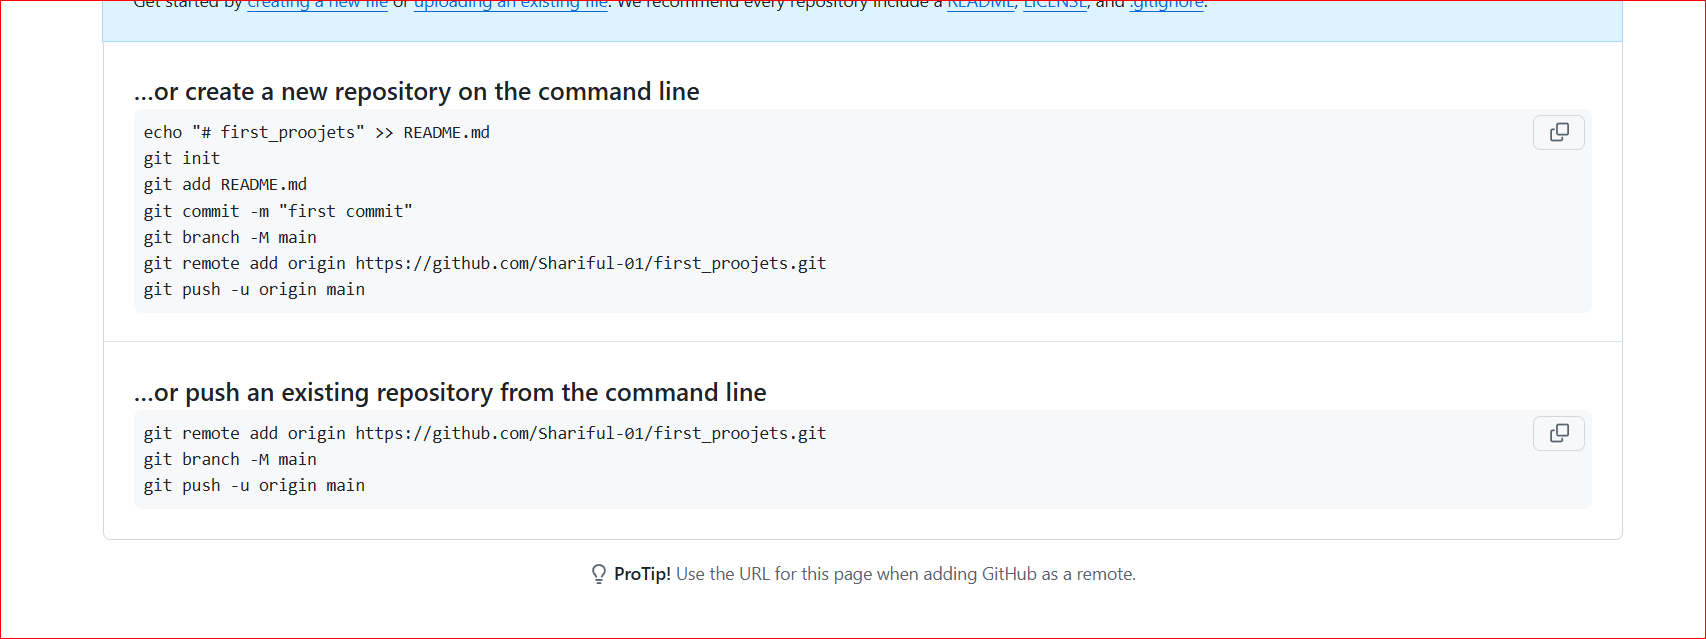 Get started by creating a new file or uploading an existing file. We recommend every repository include a README, LICENSE, and .gitignore.
...or create a new repository on the command line
echo "# first_proojets" >> README.md
git init
git add README.md
git commit -m "first commit"
git branch -M main
git remote add origin https://github.com/Shariful-01/first_proojets.git
git push -u origin main
...or push an existing repository from the command line
git remote add origin https://github.com/Shariful-01/first_proojets.git
git branch -M main
git push -u origin main
ProTip! Use the URL for this page when adding GitHub as a remote.